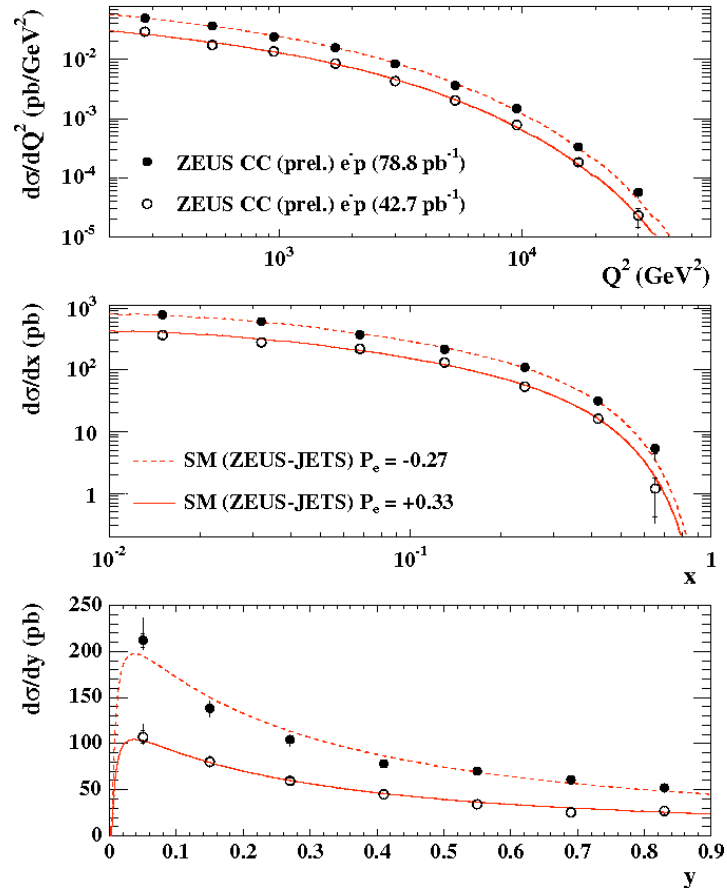 dσ/dQ² (pb/GeV²)
10⁻²
10⁻³
10⁻⁴
10⁻⁵
ZEUS CC (prel.) e⁻p (78.8 pb⁻¹)
ZEUS CC (prel.) e⁻p (42.7 pb⁻¹)
10³ 10⁴
Q² (GeV²)
dσ/dx (pb)
10³
10²
10
1
SM (ZEUS-JETS) Pₑ = -0.27
SM (ZEUS-JETS) Pₑ = +0.33
10⁻² 10⁻¹ 1
x
dσ/dy (pb)
250
200
150
100
50
0
0 0.1 0.2 0.3 0.4 0.5 0.6 0.7 0.8 0.9
y